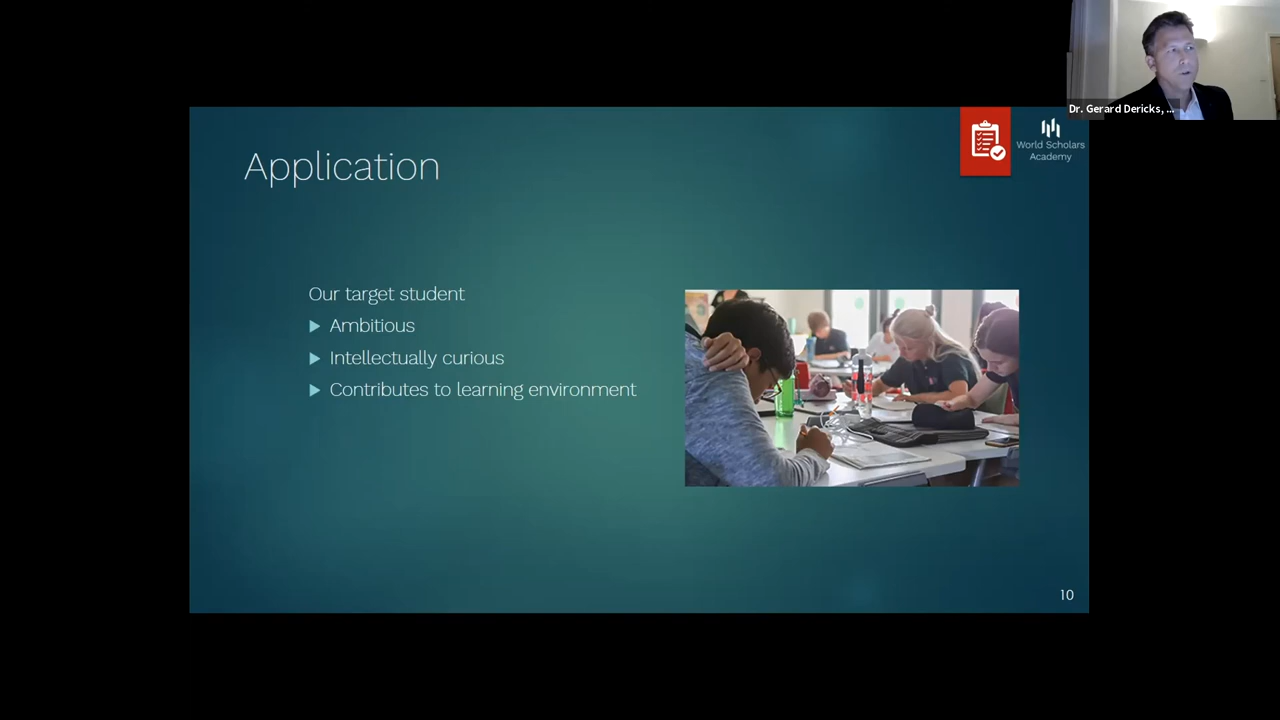 Dr. Gerard Dericks, ...
World Scholars
Academy
Application
Our target student
Ambitious
Intellectually curious
Contributes to learning environment
10